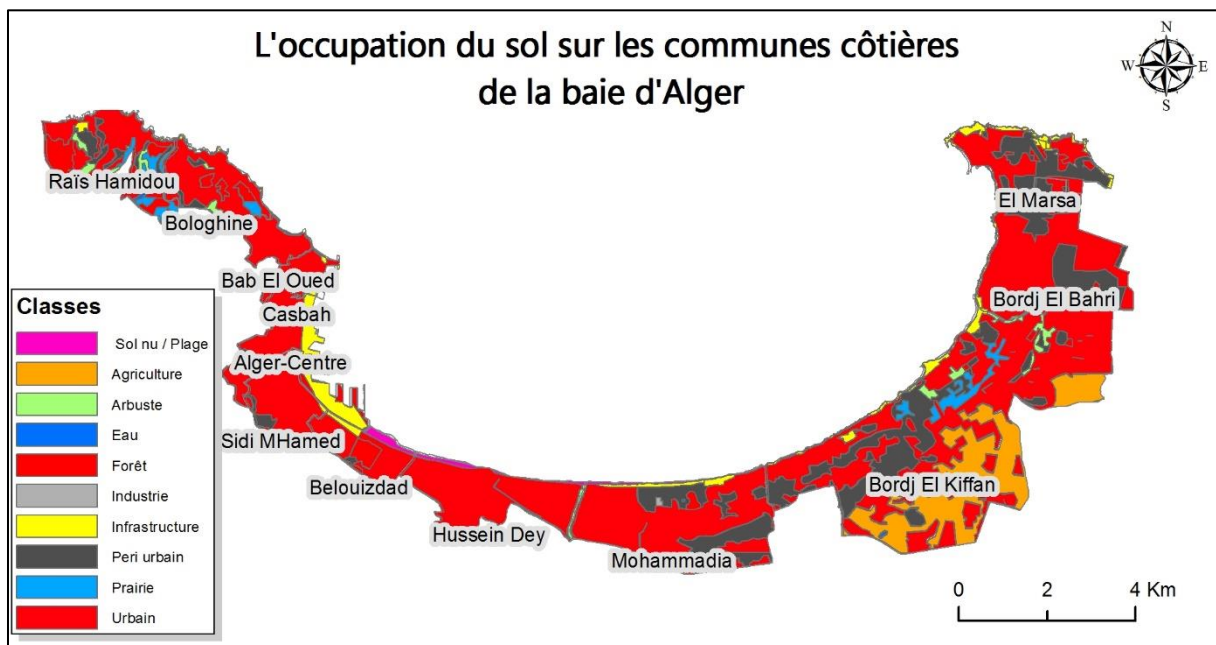 L'occupation du sol sur les communes côtières
de la baie d'Alger
N
W E
S
Raïs Hamidou
Bologhine
Bab El Oued
Casbah
Alger-Centre
Sidi MHamed
Belouizdad
Hussein Dey
Mohammadia
Bordj El Kiffan
Bordj El Bahri
El Marsa
Classes
Sol nu / Plage
Agriculture
Arbuste
Eau
Forêt
Industrie
Infrastructure
Peri urbain
Prairie
Urbain
0 2 4 Km